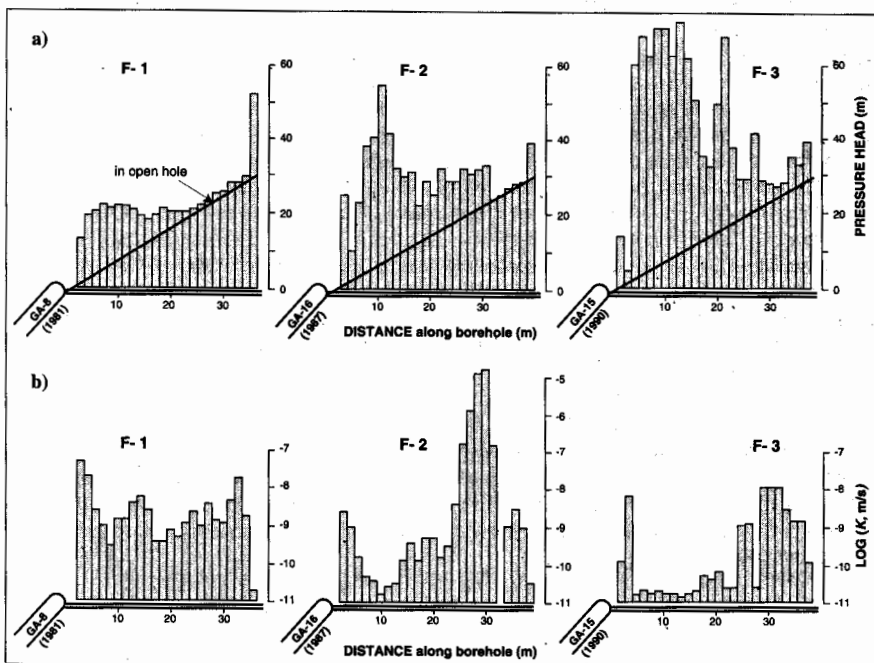 a)
F- 1
F- 2
F- 3
60
40
20
0
60
40
20
0
60
40
20
0
PRESSURE HEAD (m)
in open hole
GA-8
(1981)
10 20 30
GA-16
(1987)
10 20 30
GA-15
(1990)
10 20 30
DISTANCE along borehole (m)
b)
F- 1
F- 2
F- 3
-7
-8
-9
-10
-11
-5
-6
-7
-8
-9
-10
-11
-7
-8
-9
-10
-11
LOG (K, m/s)
GA-8
(1981)
10 20 30
GA-16
(1987)
10 20 30
GA-15
(1990)
10 20 30
DISTANCE along borehole (m)